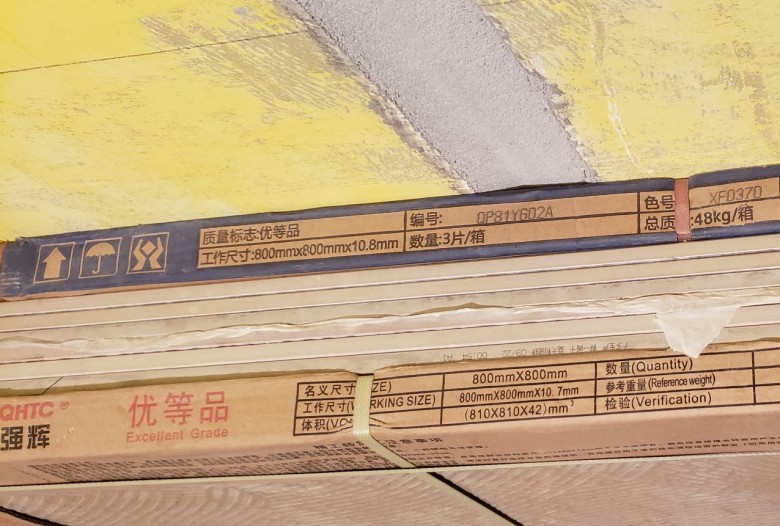 质量标志:优等品
工作尺寸:800mmx800mmx10.8mm
编号: QP81Y6D2A
数量:3片/箱
色号 XF037D
总质 :48kg/箱
QHTC®
强辉
优等品
Excellent Grade
名义尺寸 ZE)
800mmX800mm
工作尺寸( RKING SIZE)
800mmX800mmX10.7mm
体积(V
(810X810X42)mm³
数量(Quantity)
参考重量(Reference weight)
检验(Verification)